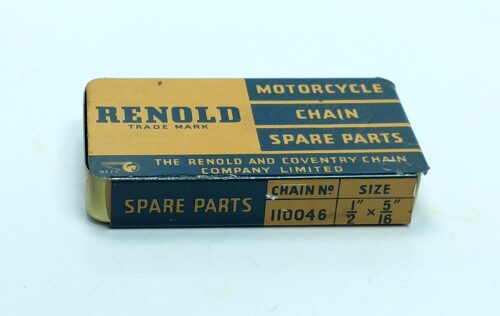 RENOLD
TRADE MARK
MOTORCYCLE
CHAIN
SPARE PARTS
THE RENOLD AND COVENTRY CHAIN
COMPANY LIMITED
SPARE PARTS
CHAIN Nº
110046
SIZE
1/2" × 5/16"